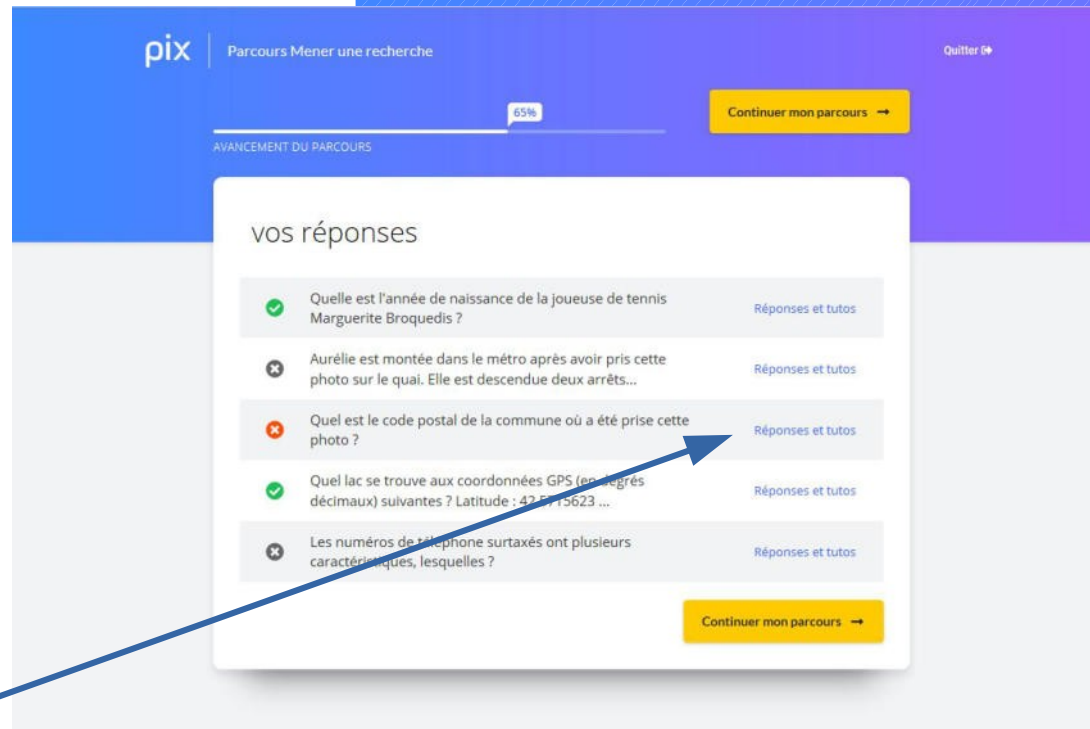 pix
Parcours Mener une recherche
Quitter
65%
Continuer mon parcours →
AVANCEMENT DU PARCOURS
vos réponses
Quelle est l'année de naissance de la joueuse de tennis
Marguerite Broquedis ?
Réponses et tutos
Aurélie est montée dans le métro après avoir pris cette
photo sur le quai. Elle est descendue deux arrêts...
Réponses et tutos
Quel est le code postal de la commune où a été prise cette
photo ?
Réponses et tutos
Quel lac se trouve aux coordonnées GPS (en degrés
décimaux) suivantes ? Latitude : 42.5715623 ...
Réponses et tutos
Les numéros de téléphone surtaxés ont plusieurs
caractéristiques, lesquelles ?
Réponses et tutos
Continuer mon parcours →